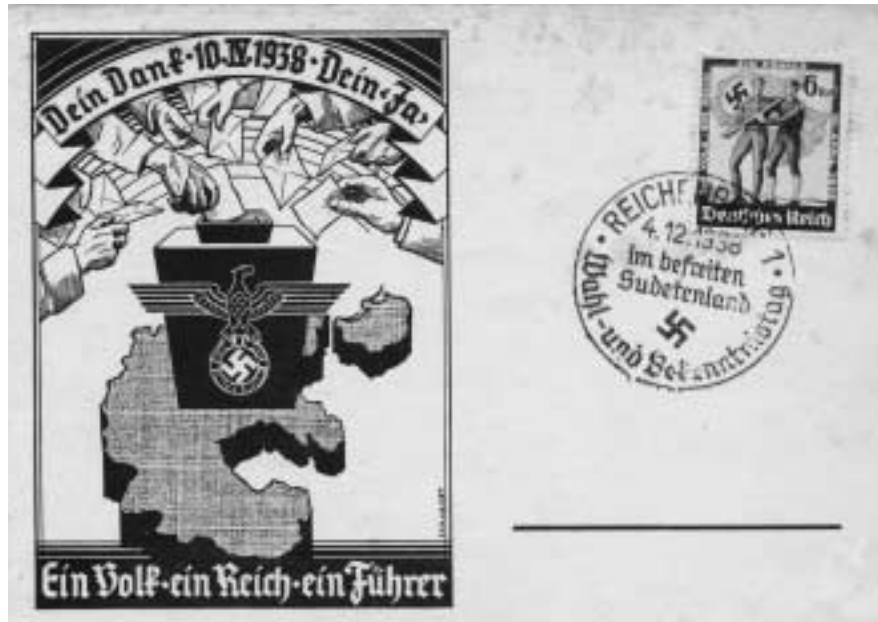 Dein Dank · 10.IV.1938 · Dein ‹Ja›
Ein Volk · ein Reich · ein Führer
6
Deutsches Reich
4.12.1938
Im befreiten
Sudetenland
Wahl- und Bekenntnistag
1